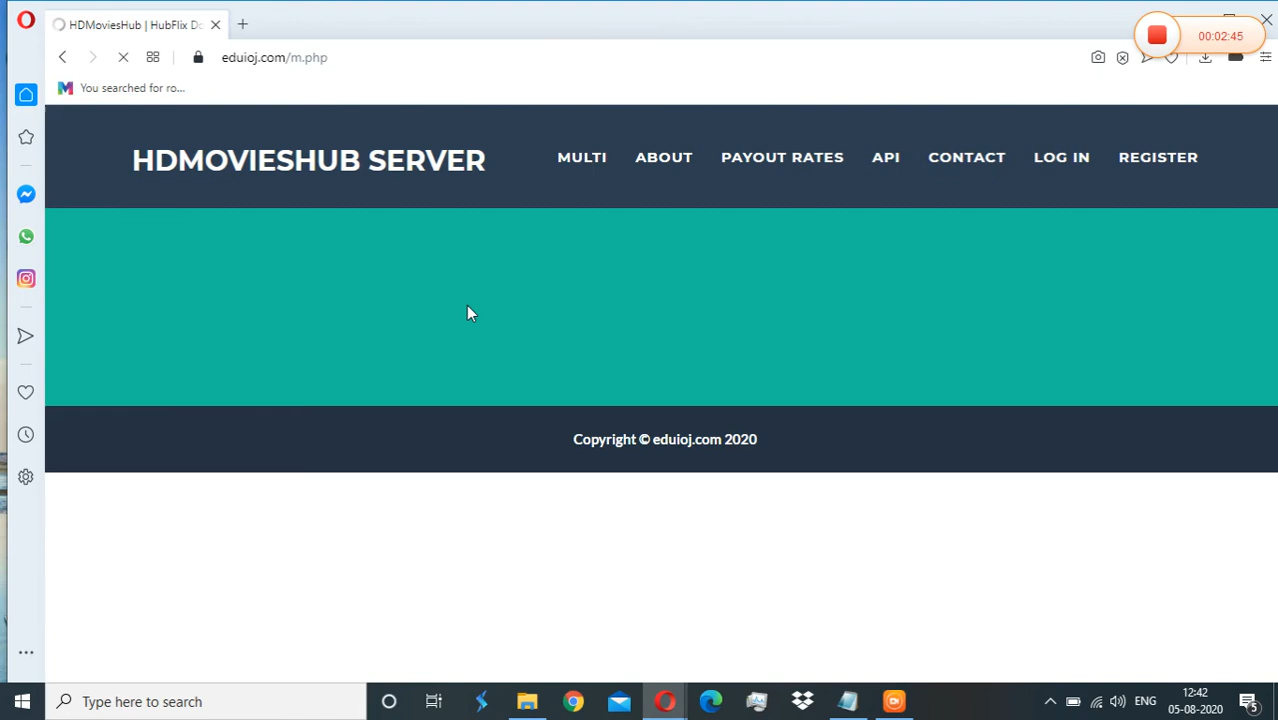 HDMoviesHub | HubFlix Do
00:02:45
eduioj.com/m.php
You searched for ro...
HDMOVIESHUB SERVER
MULTI ABOUT PAYOUT RATES API CONTACT LOG IN REGISTER
Copyright © eduioj.com 2020
Type here to search
ENG
12:42
05-08-2020
5